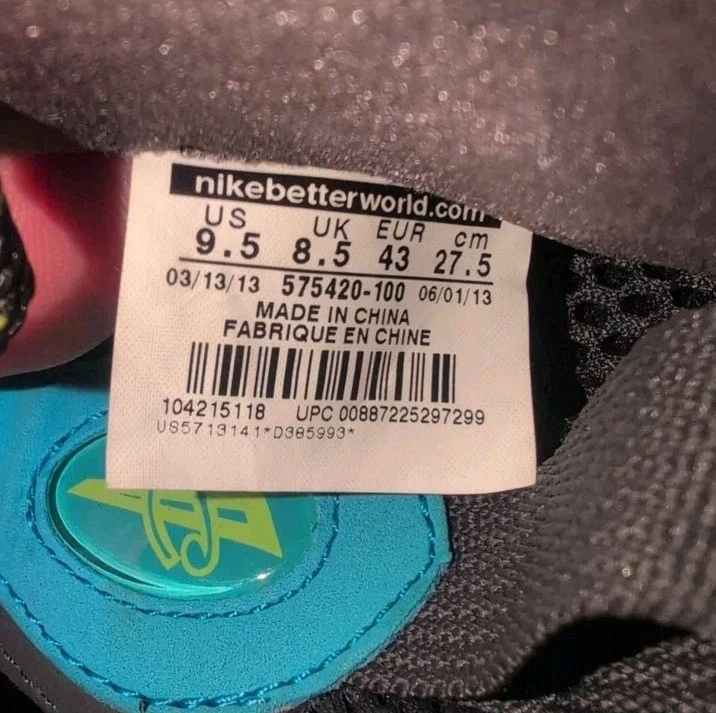 nikebetterworld.com
US UK EUR cm
9.5 8.5 43 27.5
03/13/13 575420-100 06/01/13
MADE IN CHINA
FABRIQUE EN CHINE
104215118 UPC 00887225297299
US5713141*D385993*